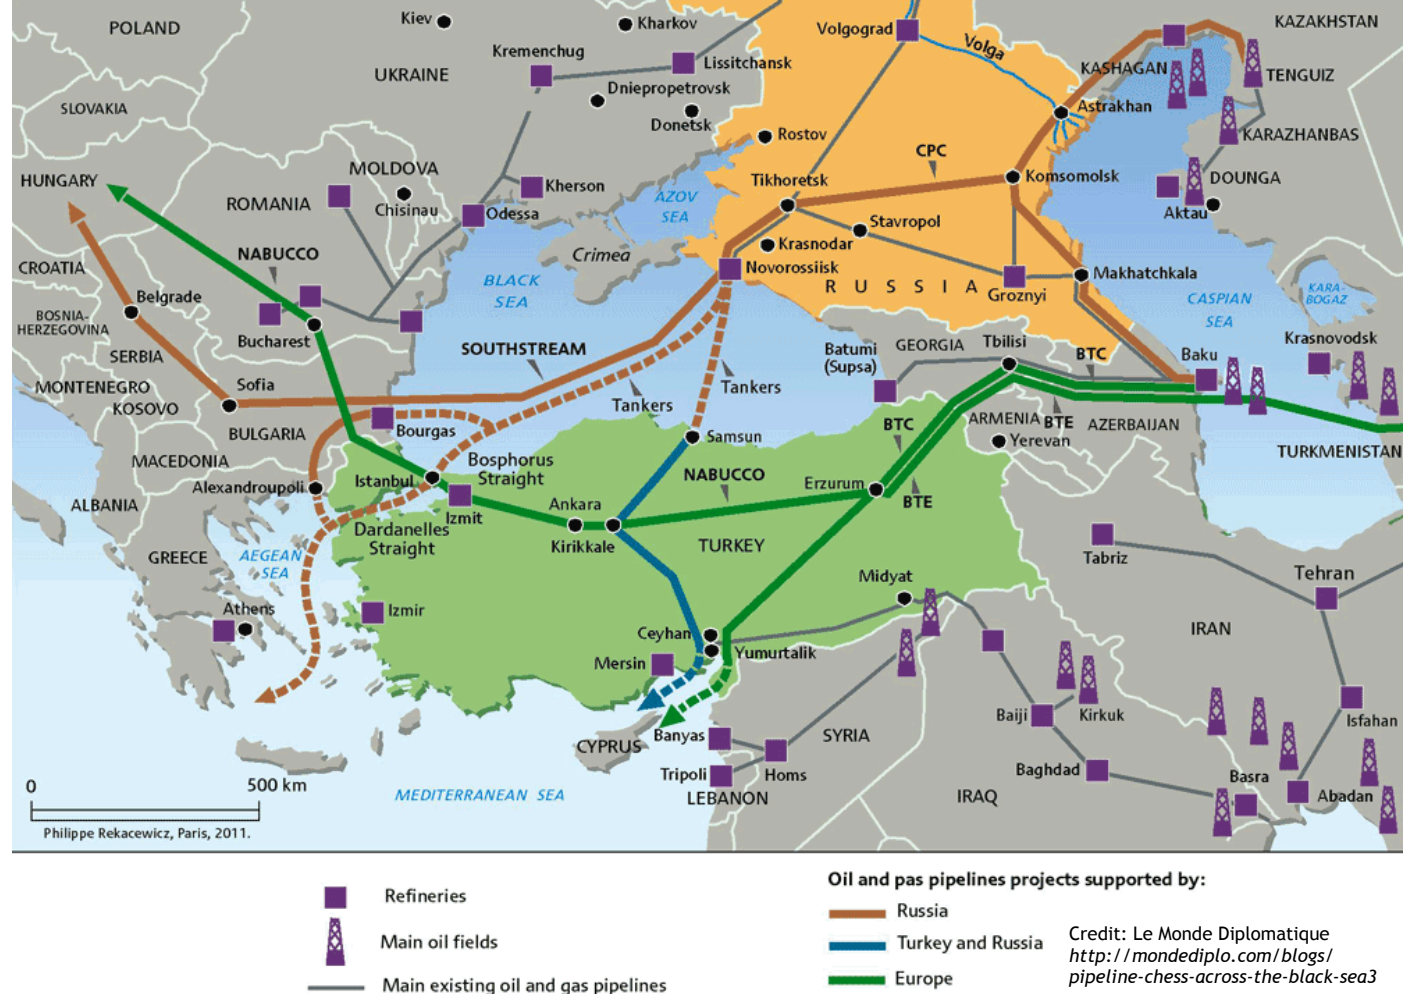 POLAND
Kiev
Kharkov
Volgograd
Volga
KAZAKHSTAN
UKRAINE
Kremenchug
Lissitchansk
KASHAGAN
TENGUIZ
SLOVAKIA
Dniepropetrovsk
Donetsk
Astrakhan
Rostov
KARAZHANBAS
MOLDOVA
CPC
HUNGARY
Tikhoretsk
Komsomolsk
DOUNGA
Kherson
AZOV
SEA
ROMANIA
Chisinau
Odessa
Stavropol
Aktau
Krasnodar
NABUCCO
Crimea
CROATIA
Novorossiisk
Makhatchkala
BLACK
SEA
RUSSIA
Groznyi
CASPIAN
SEA
KARA-
BOGAZ
Belgrade
BOSNIA-
HERZEGOVINA
Bucharest
SERBIA
SOUTHSTREAM
Batumi
(Supsa)
GEORGIA
Tbilisi
BTC
Baku
Krasnovodsk
MONTENEGRO
Sofia
KOSOVO
Tankers
Tankers
BULGARIA
Bourgas
BTC
ARMENIA
BTE
AZERBAIJAN
Samsun
Yerevan
MACEDONIA
Bosphorus
Straight
NABUCCO
TURKMENISTAN
Alexandroupoli
Istanbul
Erzurum
ALBANIA
Izmit
Ankara
BTE
Dardanelles
Straight
Kirikkale
TURKEY
GREECE
AEGEAN
SEA
Tabriz
Midyat
Tehran
Athens
Izmir
Ceyhan
IRAN
Mersin
Yumurtalik
Baiji
Kirkuk
Isfahan
CYPRUS
Banyas
SYRIA
Tripoli
Homs
Baghdad
Basra
0
500 km
MEDITERRANEAN SEA
LEBANON
IRAQ
Abadan
Philippe Rekacewicz, Paris, 2011.
Refineries
Main oil fields
Main existing oil and gas pipelines
Oil and pas pipelines projects supported by:
Russia
Turkey and Russia
Europe
Credit: Le Monde Diplomatique
http://mondediplo.com/blogs/
pipeline-chess-across-the-black-sea3